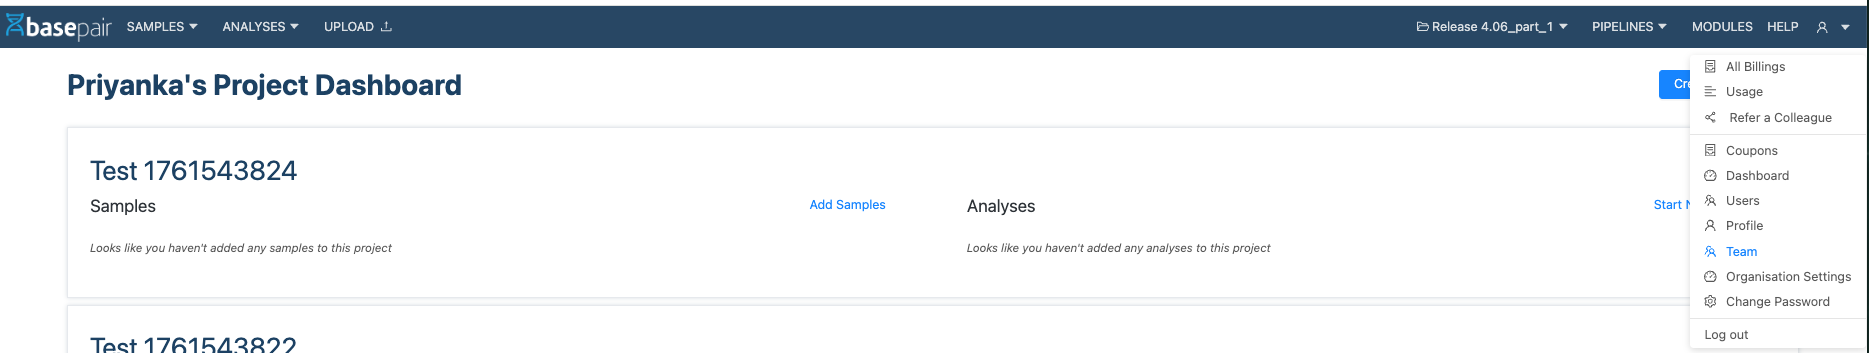 basepair SAMPLES ANALYSES UPLOAD Release 4.06_part_1 PIPELINES MODULES HELP
Priyanka's Project Dashboard
All Billings
Usage
Refer a Colleague
Coupons
Dashboard
Users
Profile
Team
Organisation Settings
Change Password
Log out
Test 1761543824
Samples Add Samples
Looks like you haven't added any samples to this project
Analyses Start
Looks like you haven't added any analyses to this project
Test 1761543822